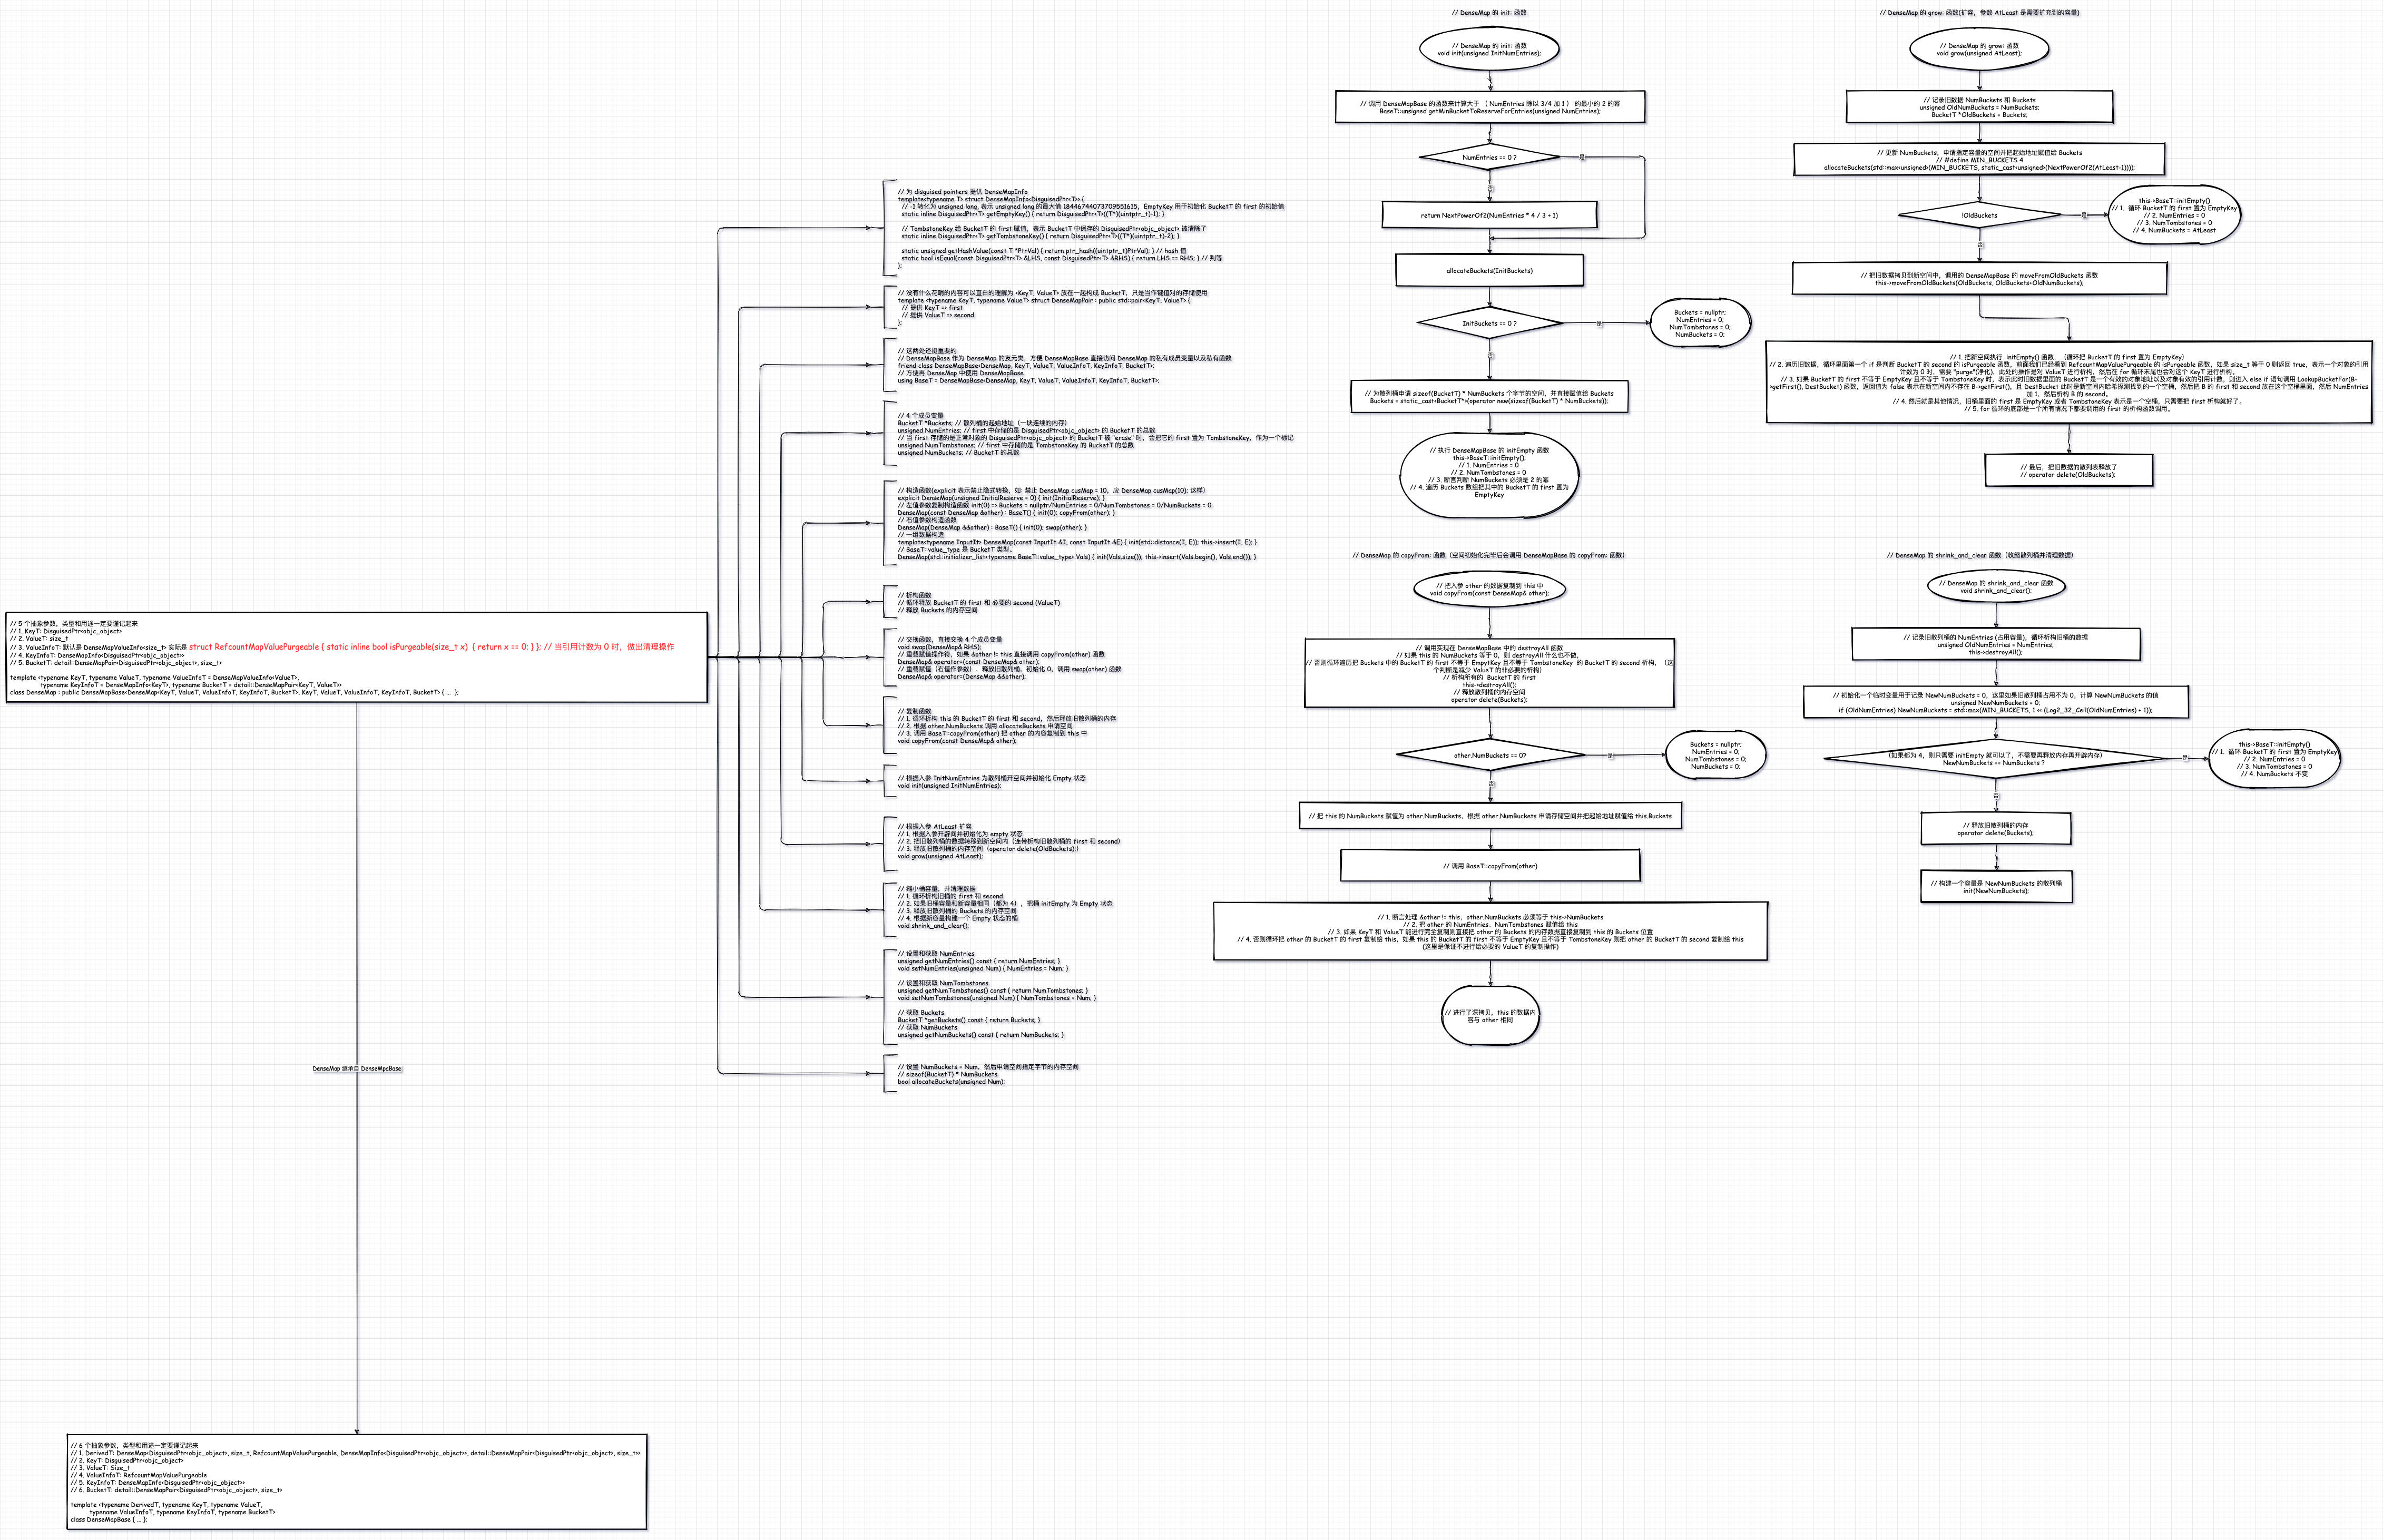 // 5 个抽象参数，类型和用途一定要谨记起来
// 1. KeyT: DisguisedPtr<objc_object>
// 2. ValueT: size_t
// 3. ValueInfoT: 默认是 DenseMapValueInfo<size_t> 实际是 struct RefcountMapValuePurgeable { static inline bool isPurgeable(size_t x) { return x == 0; } }; // 当引用计数为 0 时，做出清理操作
// 4. KeyInfoT: DenseMapInfo<DisguisedPtr<objc_object>>
// 5. BucketT: detail::DenseMapPair<DisguisedPtr<objc_object>, size_t>
template <typename KeyT, typename ValueT, typename ValueInfoT = DenseMapValueInfo<ValueT>,
typename KeyInfoT = DenseMapInfo<KeyT>, typename BucketT = detail::DenseMapPair<KeyT, ValueT>>
class DenseMap : public DenseMapBase<DenseMap<KeyT, ValueT, ValueInfoT, KeyInfoT, BucketT>, KeyT, ValueT, ValueInfoT, KeyInfoT, BucketT> { ... };
DenseMap 继承自 DenseMpaBase;
// 6 个抽象参数，类型和用途一定要谨记起来
// 1. DerivedT: DenseMap<DisguisedPtr<objc_object>, size_t, RefcountMapValuePurgeable, DenseMapInfo<DisguisedPtr<objc_object>>, detail::DenseMapPair<DisguisedPtr<objc_object>, size_t>>
// 2. KeyT: DisguisedPtr<objc_object>
// 3. ValueT: Size_t
// 4. ValueInfoT: RefcountMapValuePurgeable
// 5. KeyInfoT: DenseMapInfo<DisguisedPtr<objc_object>>
// 6. BucketT: detail::DenseMapPair<DisguisedPtr<objc_object>, size_t>
template <typename DerivedT, typename KeyT, typename ValueT,
typename ValueInfoT, typename KeyInfoT, typename BucketT>
class DenseMapBase { ... };
// 为 disguised pointers 提供 DenseMapInfo
template<typename T> struct DenseMapInfo<DisguisedPtr<T>> {
// -1 转化为 unsigned long, 表示 unsigned long 的最大值 18446744073709551615，EmptyKey 用于初始化 BucketT 的 first 的初始值
static inline DisguisedPtr<T> getEmptyKey() { return DisguisedPtr<T>((T*)(uintptr_t)-1); }
// TombstoneKey 给 BucketT 的 first 赋值，表示 BucketT 中保存的 DisguisedPtr<objc_object> 被清除了
static inline DisguisedPtr<T> getTombstoneKey() { return DisguisedPtr<T>((T*)(uintptr_t)-2); }
static unsigned getHashValue(const T *PtrVal) { return ptr_hash((uintptr_t)PtrVal); } // hash 值
static bool isEqual(const DisguisedPtr<T> &LHS, const DisguisedPtr<T> &RHS) { return LHS == RHS; } // 判等
};
// 没有什么花哨的内容可以直白的理解为 <KeyT, ValueT> 放在一起构成 BucketT，只是当作键值对的存储使用
template <typename KeyT, typename ValueT> struct DenseMapPair : public std::pair<KeyT, ValueT> {
// 提供 KeyT => first
// 提供 ValueT => second
};
// 这两处还挺重要的
// DenseMapBase 作为 DenseMap 的友元类，方便 DenseMapBase 直接访问 DenseMap 的私有成员变量以及私有函数
friend class DenseMapBase<DenseMap, KeyT, ValueT, ValueInfoT, KeyInfoT, BucketT>;
// 方便再 DenseMap 中使用 DenseMapBase
using BaseT = DenseMapBase<DenseMap, KeyT, ValueT, ValueInfoT, KeyInfoT, BucketT>;
// 4 个成员变量
BucketT *Buckets; // 散列桶的起始地址（一块连续的内存）
unsigned NumEntries; // first 中存储的是 DisguisedPtr<objc_object> 的 BucketT 的总数
// 当 first 存储的是正常对象的 DisguisedPtr<objc_object> 的 BucketT 被 "erase" 时，会把它的 first 置为 TombstoneKey，作为一个标记
unsigned NumTombstones; // first 中存储的是 TombstoneKey 的 BucketT 的总数
unsigned NumBuckets; // BucketT 的总数
// 构造函数(explicit 表示禁止隐式转换，如: 禁止 DenseMap cusMap = 10，应 DenseMap cusMap(10); 这样)
explicit DenseMap(unsigned InitialReserve = 0) { init(InitialReserve); }
// 左值参数复制构造函数 init(0) => Buckets = nullptr/NumEntries = 0/NumTombstones = 0/NumBuckets = 0
DenseMap(const DenseMap &other) : BaseT() { init(0); copyFrom(other); }
// 右值参数构造函数
DenseMap(DenseMap &&other) : BaseT() { init(0); swap(other); }
// 一组数据构造
template<typename InputIt> DenseMap(const InputIt &I, const InputIt &E) { init(std::distance(I, E)); this->insert(I, E); }
// BaseT::value_type 是 BucketT 类型。
DenseMap(std::initializer_list<typename BaseT::value_type> Vals) { init(Vals.size()); this->insert(Vals.begin(), Vals.end()); }
// 析构函数
// 循环释放 BucketT 的 first 和 必要的 second (ValueT)
// 释放 Buckets 的内存空间
// 交换函数，直接交换 4 个成员变量
void swap(DenseMap& RHS);
// 重载赋值操作符，如果 &other != this 直接调用 copyFrom(other) 函数
DenseMap& operator=(const DenseMap& other);
// 重载赋值（右值作参数），释放旧散列桶，初始化 0，调用 swap(other) 函数
DenseMap& operator=(DenseMap &&other);
// 复制函数
// 1. 循环析构 this 的 BucketT 的 first 和 second，然后释放旧散列桶的内存
// 2. 根据 other.NumBuckets 调用 allocateBuckets 申请空间
// 3. 调用 BaseT::copyFrom(other) 把 other 的内容复制到 this 中
void copyFrom(const DenseMap& other);
// 根据入参 InitNumEntries 为散列桶开空间并初始化 Empty 状态
void init(unsigned InitNumEntries);
// 根据入参 AtLeast 扩容
// 1. 根据入参开辟间并初始化为 empty 状态
// 2. 把旧散列桶的数据转移到新空间内（连带析构旧散列桶的 first 和 second）
// 3. 释放旧散列桶的内存空间（operator delete(OldBuckets);）
void grow(unsigned AtLeast);
// 缩小桶容量，并清理数据
// 1. 循环析构旧桶的 first 和 second
// 2. 如果旧桶容量和新容量相同（都为 4），把桶 initEmpty 为 Empty 状态
// 3. 释放旧散列桶的 Buckets 的内存空间
// 4. 根据新容量构建一个 Empty 状态的桶
void shrink_and_clear();
// 设置和获取 NumEntries
unsigned getNumEntries() const { return NumEntries; }
void setNumEntries(unsigned Num) { NumEntries = Num; }
// 设置和获取 NumTombstones
unsigned getNumTombstones() const { return NumTombstones; }
void setNumTombstones(unsigned Num) { NumTombstones = Num; }
// 获取 Buckets
BucketT *getBuckets() const { return Buckets; }
// 获取 NumBuckets
unsigned getNumBuckets() const { return NumBuckets; }
// 设置 NumBuckets = Num，然后申请空间指定字节的内存空间
// sizeof(BucketT) * NumBuckets
bool allocateBuckets(unsigned Num);
// DenseMap 的 init: 函数
// DenseMap 的 init: 函数
void init(unsigned InitNumEntries);
// 调用 DenseMapBase 的函数来计算大于 （ NumEntries 除以 3/4 加 1 ） 的最小的 2 的幂
BaseT::unsigned getMinBucketToReserveForEntries(unsigned NumEntries);
NumEntries == 0 ?
是
否
return NextPowerOf2(NumEntries * 4 / 3 + 1)
allocateBuckets(InitBuckets)
InitBuckets == 0 ?
是
Buckets = nullptr;
NumEntries = 0;
NumTombstones = 0;
NumBuckets = 0;
否
// 为散列桶申请 sizeof(BucketT) * NumBuckets 个字节的空间，并直接赋值给 Buckets
Buckets = static_cast<BucketT*>(operator new(sizeof(BucketT) * NumBuckets));
// 执行 DenseMapBase 的 initEmpty 函数
this->BaseT::initEmpty();
// 1. NumEntries = 0
// 2. NumTombstones = 0
// 3. 断言判断 NumBuckets 必须是 2 的幂
// 4. 遍历 Buckets 数组把其中的 BucketT 的 first 置为
EmptyKey
// DenseMap 的 grow: 函数(扩容，参数 AtLeast 是需要扩充到的容量)
// DenseMap 的 grow: 函数
void grow(unsigned AtLeast);
// 记录旧数据 NumBuckets 和 Buckets
unsigned OldNumBuckets = NumBuckets;
BucketT *OldBuckets = Buckets;
// 更新 NumBuckets，申请指定容量的空间并把起始地址赋值给 Buckets
// #define MIN_BUCKETS 4
allocateBuckets(std::max<unsigned>(MIN_BUCKETS, static_cast<unsigned>(NextPowerOf2(AtLeast-1))));
!OldBuckets
是
this->BaseT::initEmpty()
// 1. 循环 BucketT 的 first 置为 EmptyKey
// 2. NumEntries = 0
// 3. NumTombstones = 0
// 4. NumBuckets = AtLeast
否
// 把旧数据拷贝到新空间中，调用的 DenseMapBase 的 moveFromOldBuckets 函数
this->moveFromOldBuckets(OldBuckets, OldBuckets+OldNumBuckets);
// 1. 把新空间执行 initEmpty() 函数，（循环把 BucketT 的 first 置为 EmptyKey）
// 2. 遍历旧数据，循环里面第一个 if 是判断 BucketT 的 second 的 isPurgeable 函数，前面我们已经看到 RefcountMapValuePurgeable 的 isPurgeable 函数，如果 size_t 等于 0 则返回 true，表示一个对象的引用
计数为 0 时，需要 "purge"(净化)，此处的操作是对 ValueT 进行析构，然后在 for 循环末尾也会对这个 KeyT 进行析构。
// 3. 如果 BucketT 的 first 不等于 EmptyKey 且不等于 TombstoneKey 时，表示此时旧数据里面的 BucketT 是一个有效的对象地址以及对象有效的引用计数，则进入 else if 语句调用 LookupBucketFor(B-
>getFirst(), DestBucket) 函数，返回值为 false 表示在新空间内不存在 B->getFirst()，且 DestBucket 此时是新空间内哈希探测找到的一个空桶，然后把 B 的 first 和 second 放在这个空桶里面，然后 NumEntries
加 1，然后析构 B 的 second。
// 4. 然后就是其他情况，旧桶里面的 first 是 EmptyKey 或者 TombstoneKey 表示是一个空桶，只需要把 first 析构就好了。
// 5. for 循环的底部是一个所有情况下都要调用的 first 的析构函数调用。
// 最后，把旧数据的散列表释放了
// operator delete(OldBuckets);
// DenseMap 的 copyFrom: 函数（空间初始化完毕后会调用 DenseMapBase 的 copyFrom: 函数）
// 把入参 other 的数据复制到 this 中
void copyFrom(const DenseMap& other);
// 调用实现在 DenseMapBase 中的 destroyAll 函数
// 如果 this 的 NumBuckets 等于 0，则 destroyAll 什么也不做，
// 否则循环遍历把 Buckets 中的 BucketT 的 first 不等于 EmpytKey 且不等于 TombstoneKey 的 BucketT 的 second 析构，（这
个判断是减少 ValueT 的非必要的析构）
// 析构所有的 BucketT 的 first
this->destroyAll();
// 释放散列桶的内存空间
operator delete(Buckets);
other.NumBuckets == 0?
是
Buckets = nullptr;
NumEntries = 0;
NumTombstones = 0;
NumBuckets = 0;
否
// 把 this 的 NumBuckets 赋值为 other.NumBuckets，根据 other.NumBuckets 申请存储空间并把起始地址赋值给 this.Buckets
// 调用 BaseT::copyFrom(other)
// 1. 断言处理 &other != this，other.NumBuckets 必须等于 this->NumBuckets
// 2. 把 other 的 NumEntries、NumTombstones 赋值给 this
// 3. 如果 KeyT 和 ValueT 能进行完全复制则直接把 other 的 Buckets 的内存数据直接复制到 this 的 Buckets 位置
// 4. 否则循环把 other 的 BucketT 的 first 复制给 this，如果 this 的 BucketT 的 first 不等于 EmptyKey 且不等于 TombstoneKey 则把 other 的 BucketT 的 second 复制给 this
(这里是保证不进行给必要的 ValueT 的复制操作)
// 进行了深拷贝，this 的数据内
容与 other 相同
// DenseMap 的 shrink_and_clear 函数（收缩散列桶并清理数据）
// DenseMap 的 shrink_and_clear 函数
void shrink_and_clear();
// 记录旧散列桶的 NumEntries (占用容量)，循环析构旧桶的数据
unsigned OldNumEntries = NumEntries;
this->destroyAll();
// 初始化一个临时变量用于记录 NewNumBuckets = 0，这里如果旧散列桶占用不为 0，计算 NewNumBuckets 的值
unsigned NewNumBuckets = 0;
if (OldNumEntries) NewNumBuckets = std::max(MIN_BUCKETS, 1 << (Log2_32_Ceil(OldNumEntries) + 1));
（如果都为 4，则只需要 initEmpty 就可以了，不需要再释放内存再开辟内存）
NewNumBuckets == NumBuckets ?
是
this->BaseT::initEmpty()
// 1. 循环 BucketT 的 first 置为 EmptyKey
// 2. NumEntries = 0
// 3. NumTombstones = 0
// 4. NumBuckets 不变
否
// 释放旧散列桶的内存
operator delete(Buckets);
// 构建一个容量是 NewNumBuckets 的散列桶
init(NewNumBuckets);